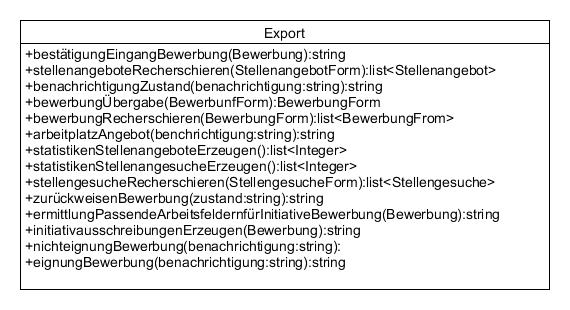 Export
+bestätigungEingangBewerbung(Bewerbung):string
+stellenangeboteRecherschieren(StellenangebotForm):list<Stellenangebot>
+benachrichtigungZustand(benachrichtigung:string):string
+bewerbungÜbergabe(BewerbunfForm):BewerbungForm
+bewerbungRecherschieren(BewerbungForm):list<BewerbungFrom>
+arbeitplatzAngebot(benchrichtigung:string):string
+statistikenStellenangeboteErzeugen():list<Integer>
+statistikenStellenangesucheErzeugen():list<Integer>
+stellengesucheRecherschieren(StellengesucheForm):list<Stellengesuche>
+zurückweisenBewerbung(zustand:string):string
+ermittlungPassendeArbeitsfeldernfürInitiativeBewerbung(Bewerbung):string
+initiativausschreibungenErzeugen(Bewerbung):string
+nichteignungBewerbung(benachrichtigung:string):
+eignungBewerbung(benachrichtigung:string):string